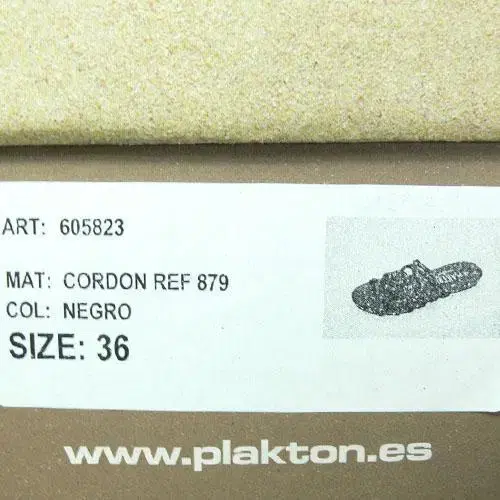 ART: 605823
MAT: CORDON REF 879
COL: NEGRO
SIZE: 36
www.plakton.es